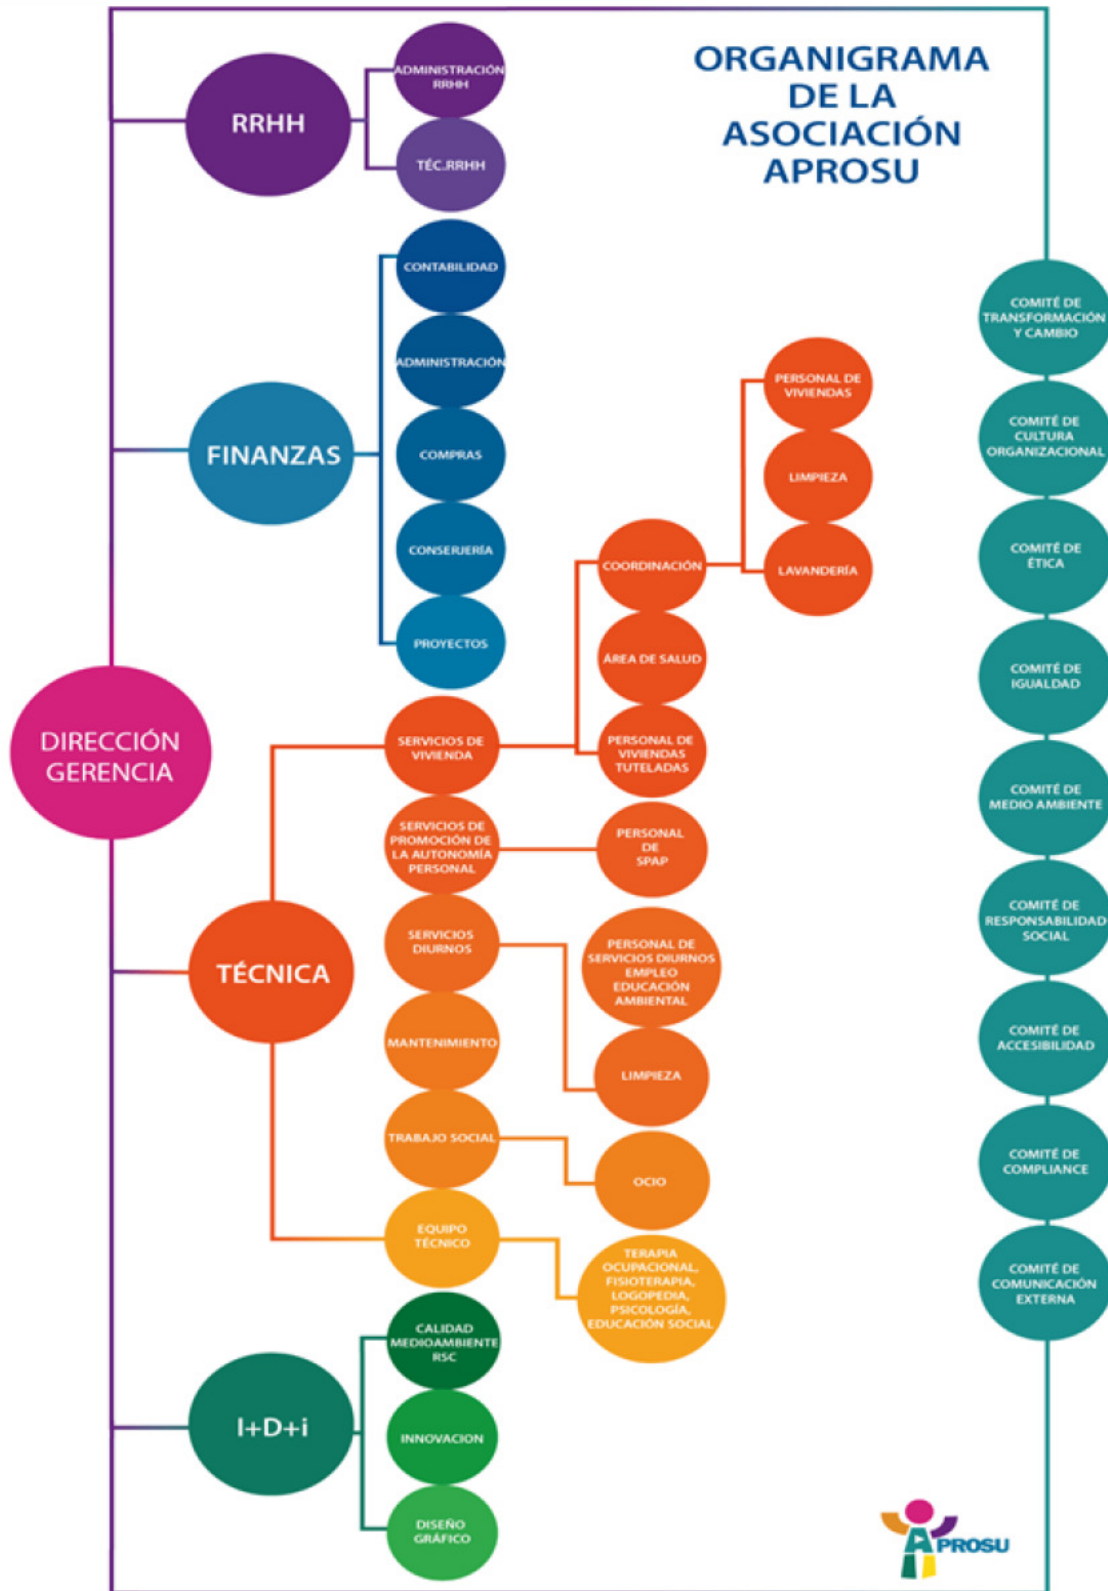 ORGANIGRAMA
DE LA
ASOCIACIÓN
APROSU
DIRECCIÓN
GERENCIA
RRHH
ADMINISTRACIÓN
RRHH
TÉC.RRHH
FINANZAS
CONTABILIDAD
ADMINISTRACIÓN
COMPRAS
CONSERJERÍA
PROYECTOS
TÉCNICA
SERVICIOS DE
VIVIENDA
COORDINACIÓN
PERSONAL DE
VIVIENDAS
LIMPIEZA
LAVANDERÍA
ÁREA DE SALUD
PERSONAL DE
VIVIENDAS
TUTELADAS
SERVICIOS DE
PROMOCIÓN DE
LA AUTONOMÍA
PERSONAL
PERSONAL
DE
SPAP
SERVICIOS
DIURNOS
PERSONAL DE
SERVICIOS DIURNOS
EMPLEO
EDUCACIÓN
AMBIENTAL
LIMPIEZA
MANTENIMIENTO
TRABAJO SOCIAL
OCIO
EQUIPO
TÉCNICO
TERAPIA
OCUPACIONAL,
FISIOTERAPIA,
LOGOPEDIA,
PSICOLOGÍA,
EDUCACIÓN SOCIAL
I+D+i
CALIDAD
MEDIOAMBIENTE
RSC
INNOVACION
DISEÑO
GRÁFICO
COMITÉ DE
TRANSFORMACIÓN
Y CAMBIO
COMITÉ DE
CULTURA
ORGANIZACIONAL
COMITÉ DE
ÉTICA
COMITÉ DE
IGUALDAD
COMITÉ DE
MEDIO AMBIENTE
COMITÉ DE
RESPONSABILIDAD
SOCIAL
COMITÉ DE
ACCESIBILIDAD
COMITÉ DE
COMPLIANCE
COMITÉ DE
COMUNICACIÓN
EXTERNA
APROSU